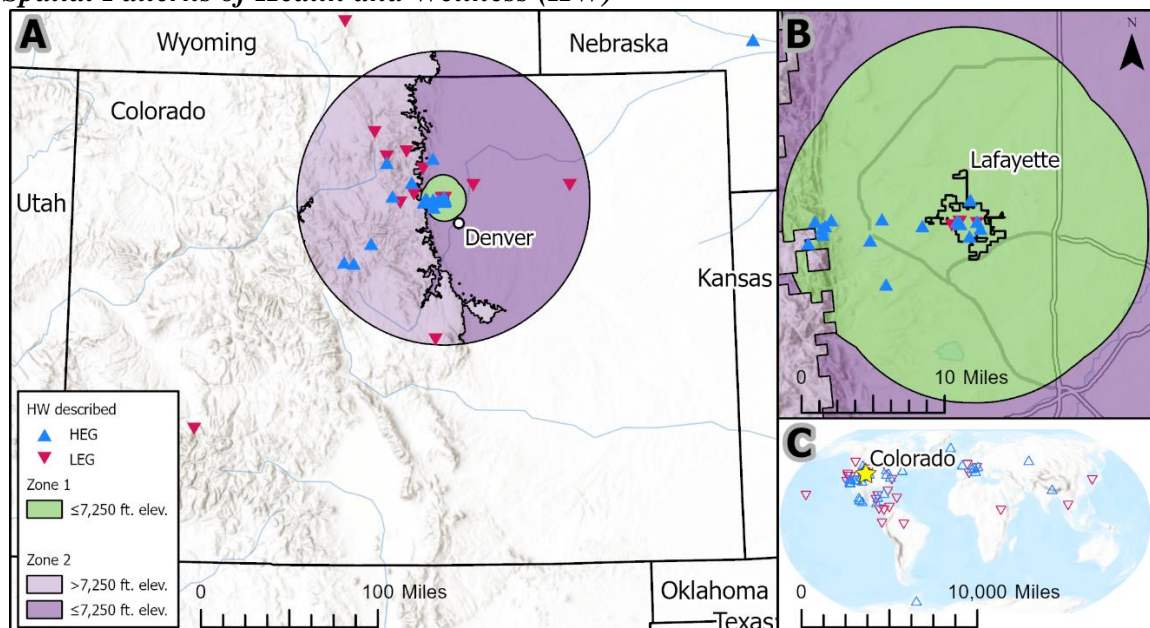 Spatial Patterns of Health and Wellness (HW)
A
Wyoming
Nebraska
Colorado
Utah
Denver
Kansas
HW described
HEG
LEG
Zone 1
≤7,250 ft. elev.
Zone 2
>7,250 ft. elev.
≤7,250 ft. elev.
0 100 Miles
Oklahoma
Texas
B
N
Lafayette
0 10 Miles
C
Colorado
0 10,000 Miles